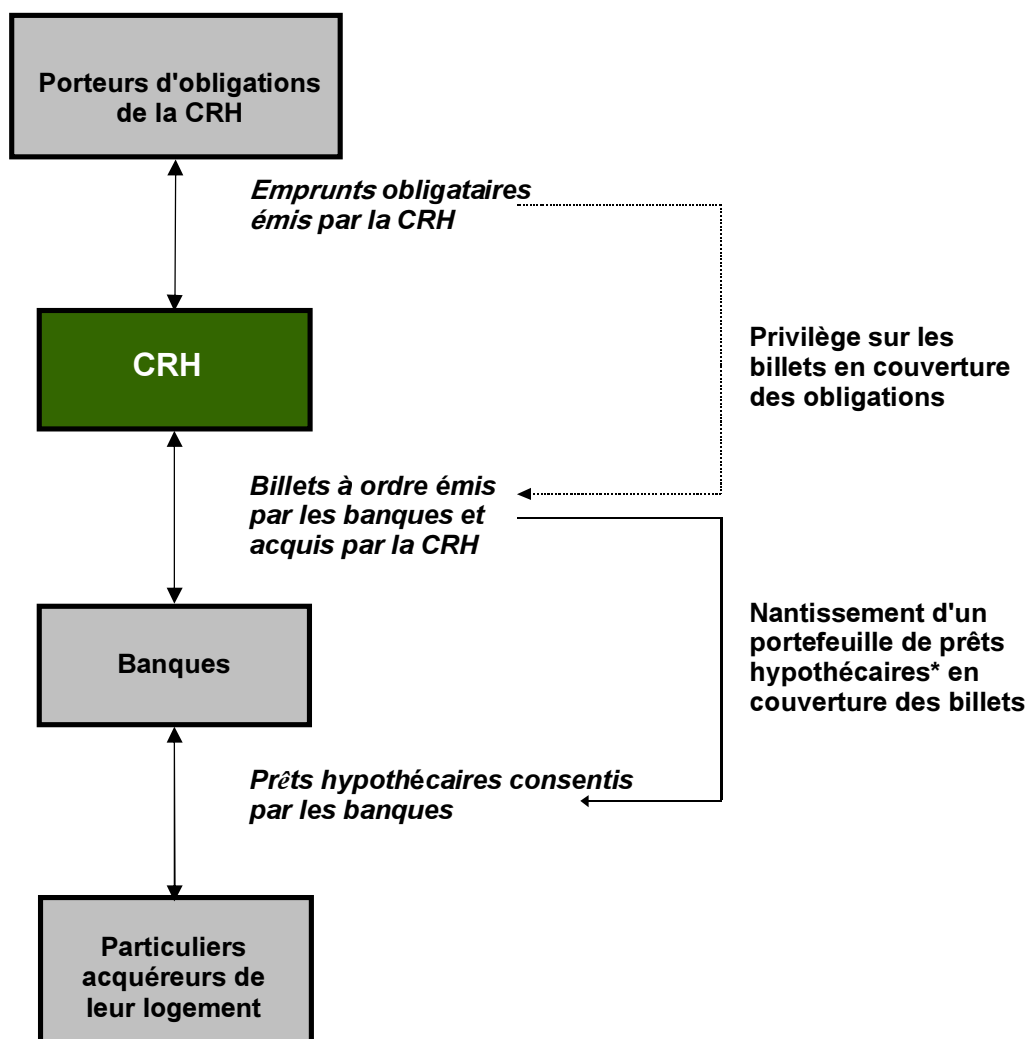 Porteurs d'obligations
de la CRH
Emprunts obligataires
émis par la CRH
CRH
Privilège sur les
billets en couverture
des obligations
Billets à ordre émis
par les banques et
acquis par la CRH
Banques
Nantissement d'un
portefeuille de prêts
hypothécaires* en
couverture des billets
Prêts hypothécaires consentis
par les banques
Particuliers
acquéreurs de
leur logement